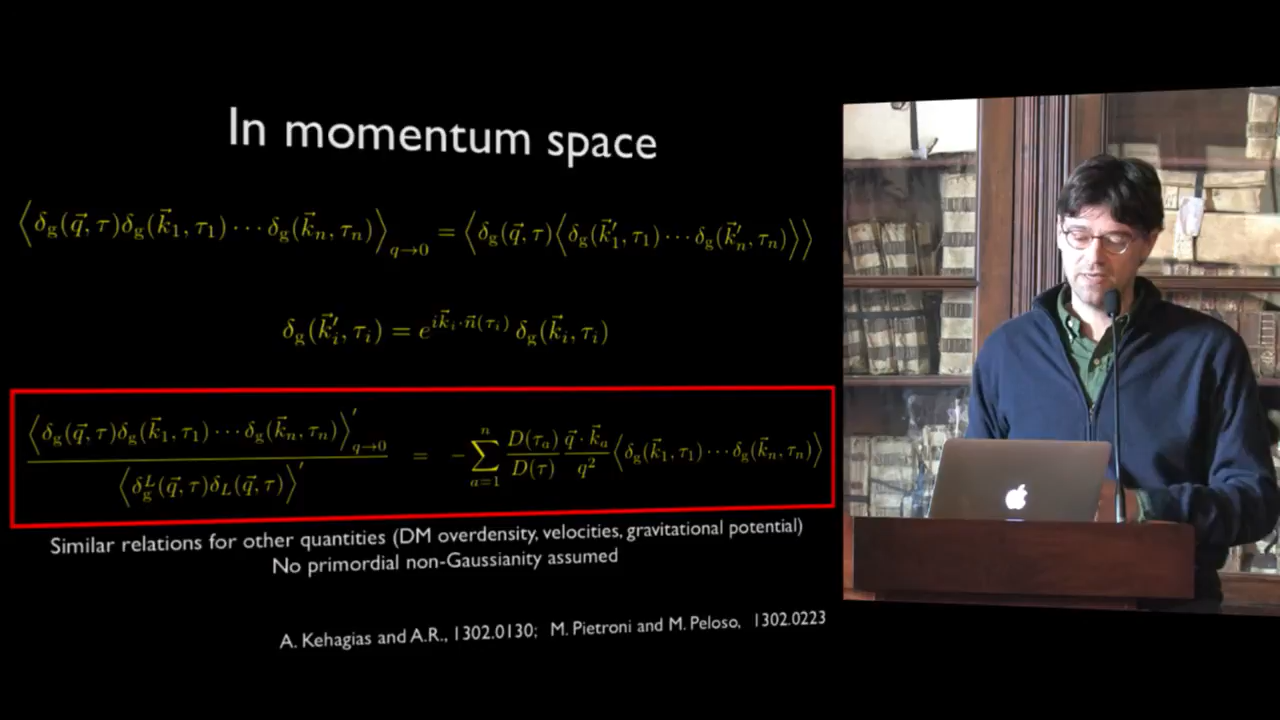 In momentum space
⟨δ_g(q⃗, τ)δ_g(k⃗_1, τ_1) ⋯ δ_g(k⃗_n, τ_n)⟩_{q→0} = ⟨δ_g(q⃗, τ)⟨δ_g(k⃗′_1, τ_1) ⋯ δ_g(k⃗′_n, τ_n)⟩⟩
δ_g(k⃗′_i, τ_i) = e^{i k⃗_i · n⃗(τ_i)} δ_g(k⃗_i, τ_i)
⟨δ_g(q⃗, τ)δ_g(k⃗_1, τ_1) ⋯ δ_g(k⃗_n, τ_n)⟩′_{q→0} / ⟨δ_g^L(q⃗, τ)δ_L(q⃗, τ)⟩′ = − ∑_{a=1}^{n} D(τ_a)/D(τ) q⃗ · k⃗_a/q² ⟨δ_g(k⃗_1, τ_1) ⋯ δ_g(k⃗_n, τ_n)⟩
Similar relations for other quantities (DM overdensity, velocities, gravitational potential)
No primordial non-Gaussianity assumed
A. Kehagias and A.R., 1302.0130; M. Pietroni and M. Peloso, 1302.0223